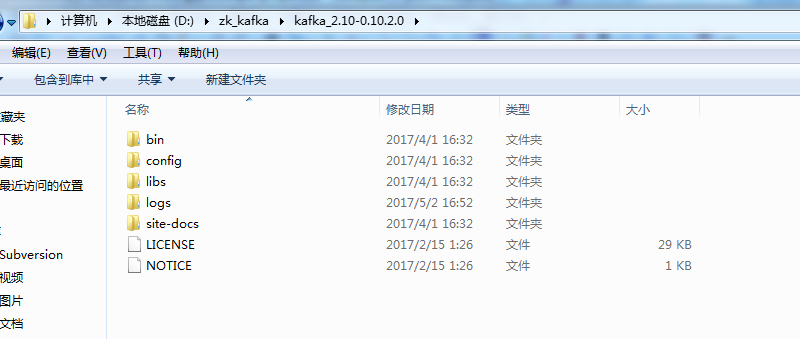 计算机 本地磁盘 (D:) zk_kafka kafka_2.10-0.10.2.0
编辑(E) 查看(V) 工具(T) 帮助(H)
包含到库中 共享 新建文件夹
名称 修改日期 类型 大小
藏夹
下载
桌面
最近访问的位置
Subversion
视频
图片
文档
bin 2017/4/1 16:32 文件夹
config 2017/4/1 16:32 文件夹
libs 2017/4/1 16:32 文件夹
logs 2017/5/2 16:52 文件夹
site-docs 2017/4/1 16:32 文件夹
LICENSE 2017/2/15 1:26 文件 29 KB
NOTICE 2017/2/15 1:26 文件 1 KB